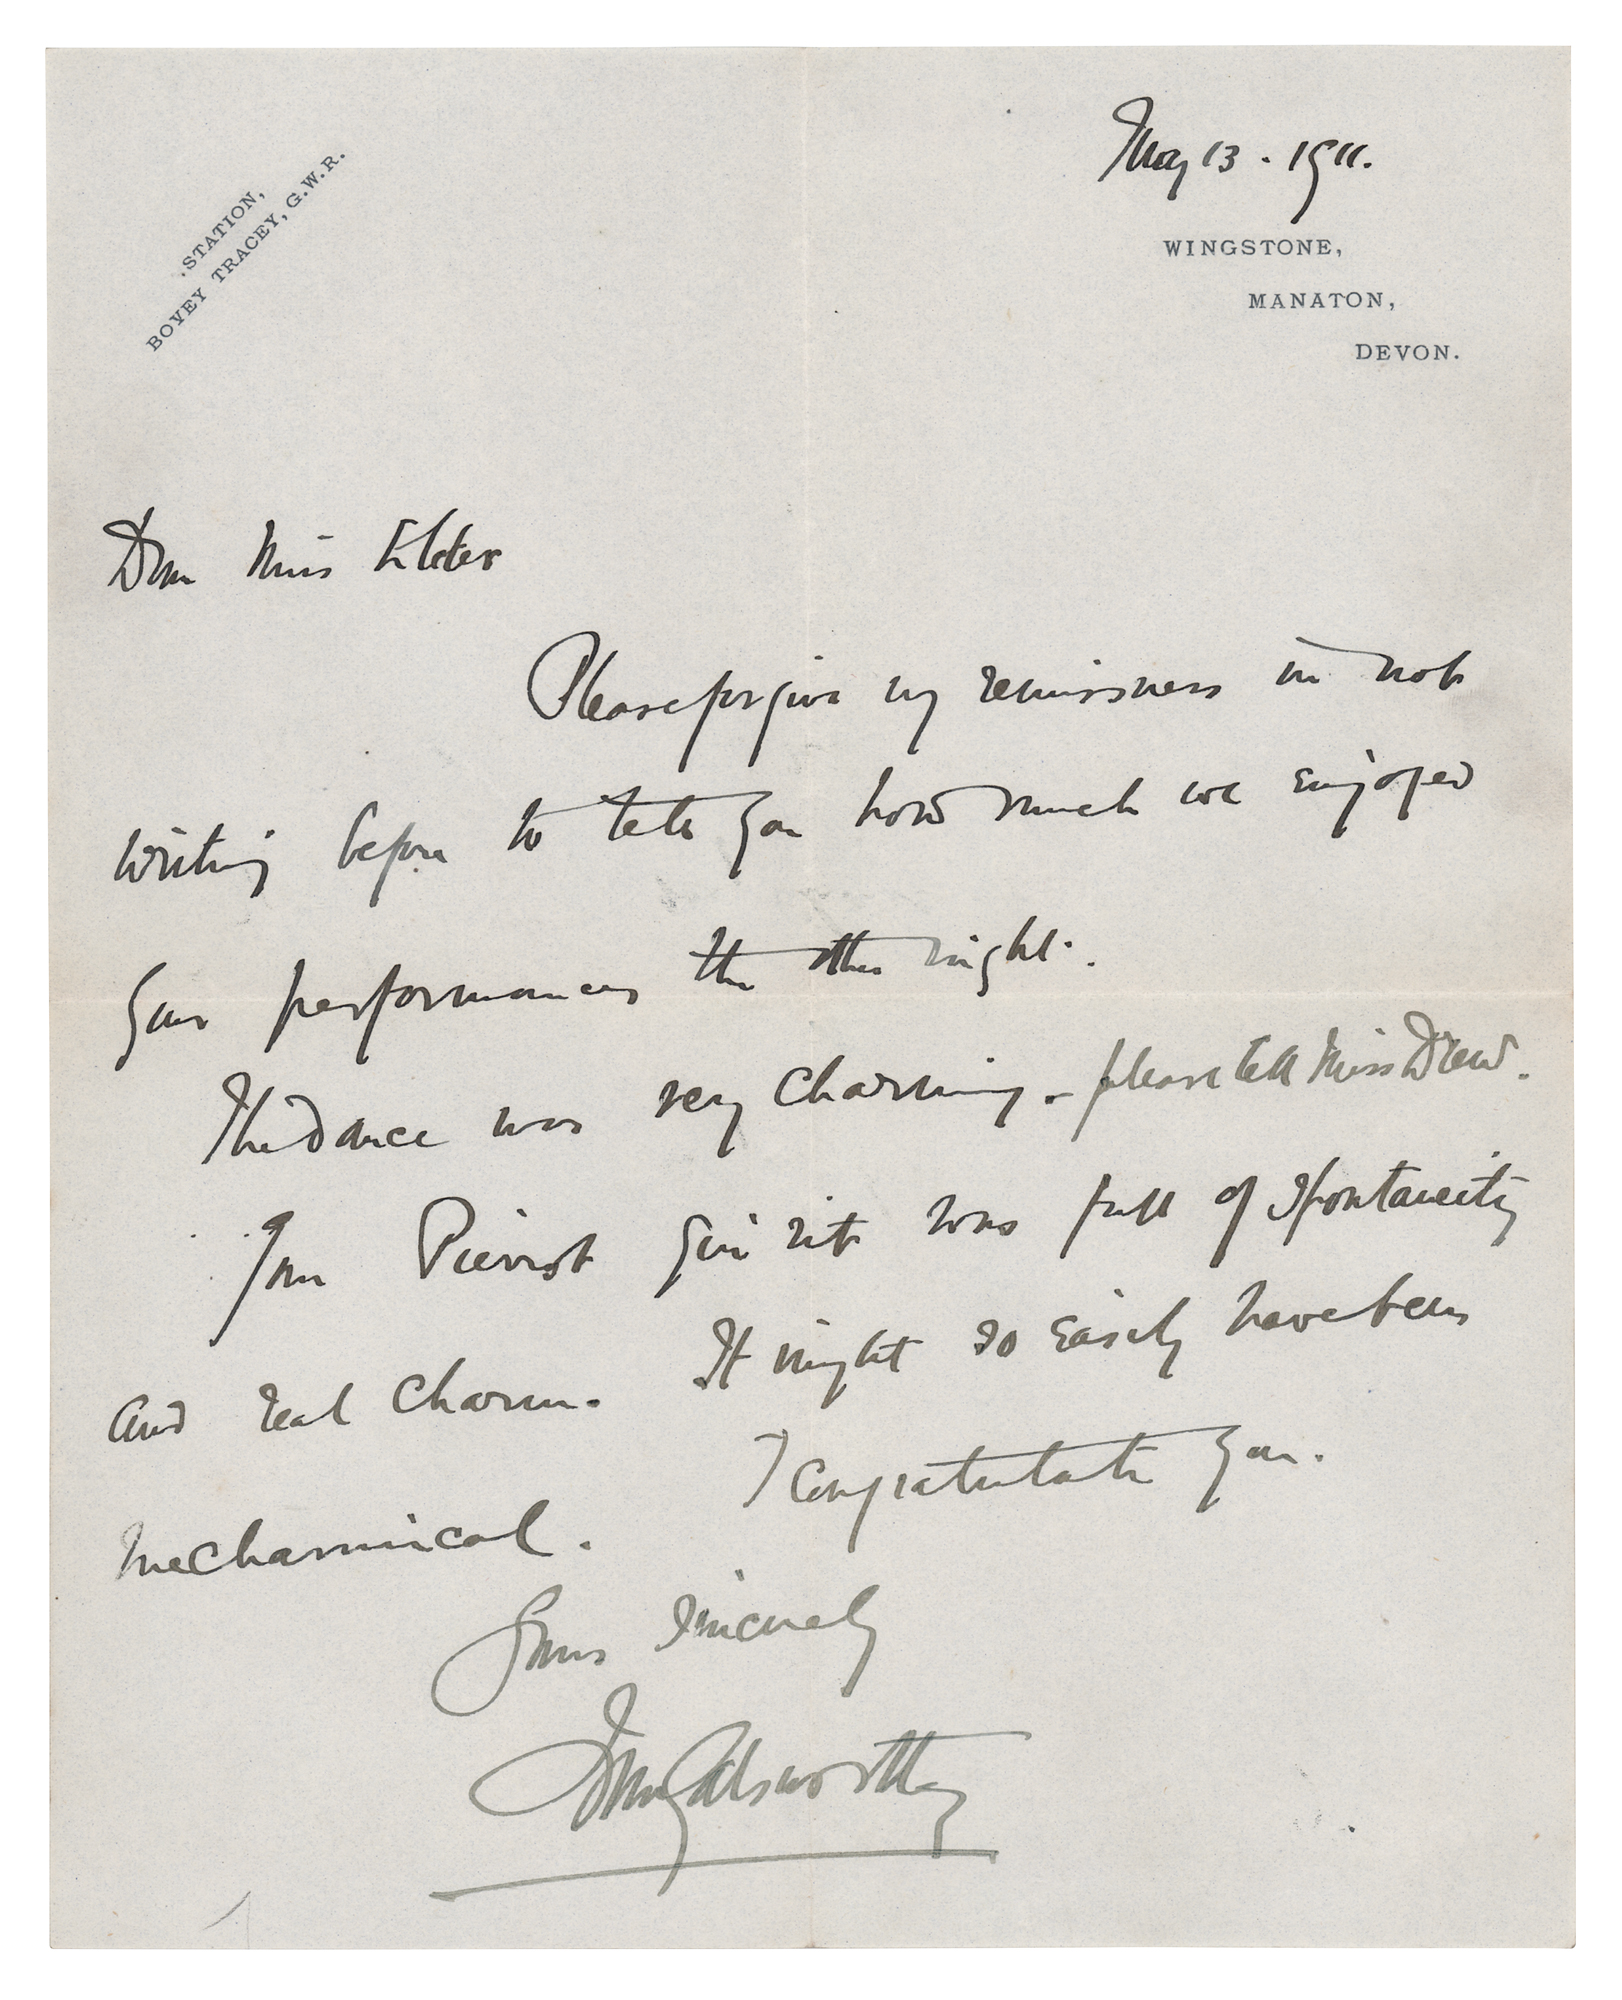 STATION,
BOVEY TRACEY, G.W.R.
May 13 . 1911.
WINGSTONE,
MANATON,
DEVON.
Dear Miss Elder
Please forgive my remissness in not
writing before to tell you how much we enjoyed
your performances the other night.
The dance was very charming – please tell Miss Drew.
Your Pierrot was full of spontaneity
and real charm. It might so easily have been
mechanical. I congratulate you.
Yours sincerely
John Galsworthy